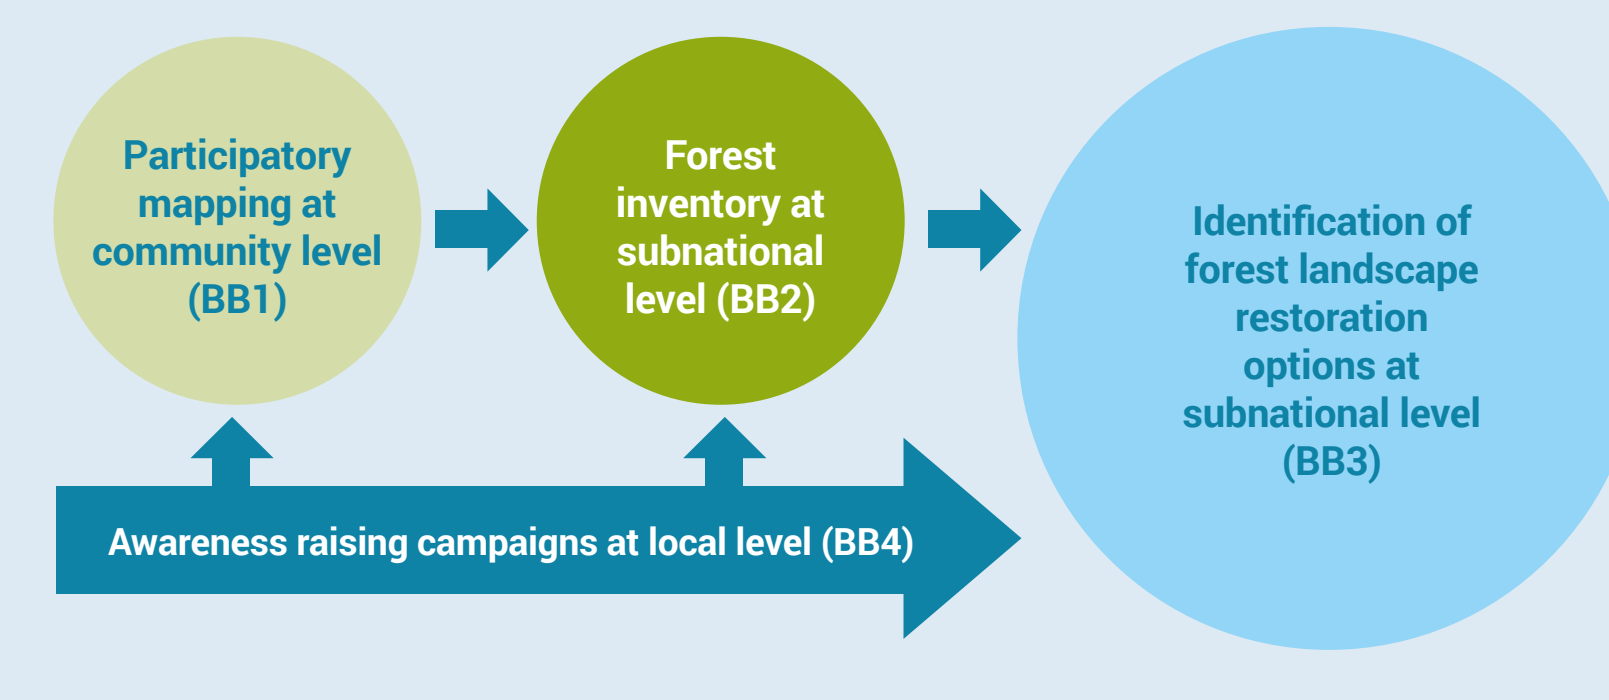 Participatory
mapping at
community level
(BB1)
Forest
inventory at
subnational
level (BB2)
Identification of
forest landscape
restoration
options at
subnational level
(BB3)
Awareness raising campaigns at local level (BB4)